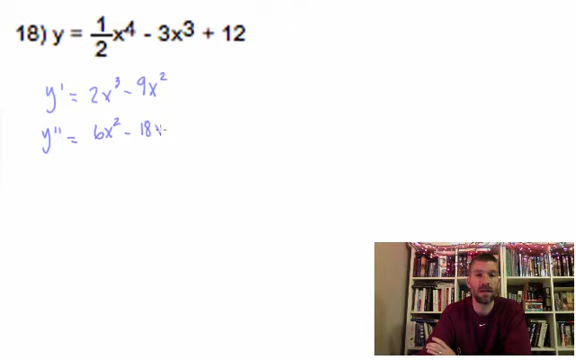 18) y = 1/2x⁴ - 3x³ + 12
y' = 2x³ - 9x²
y'' = 6x² - 18x